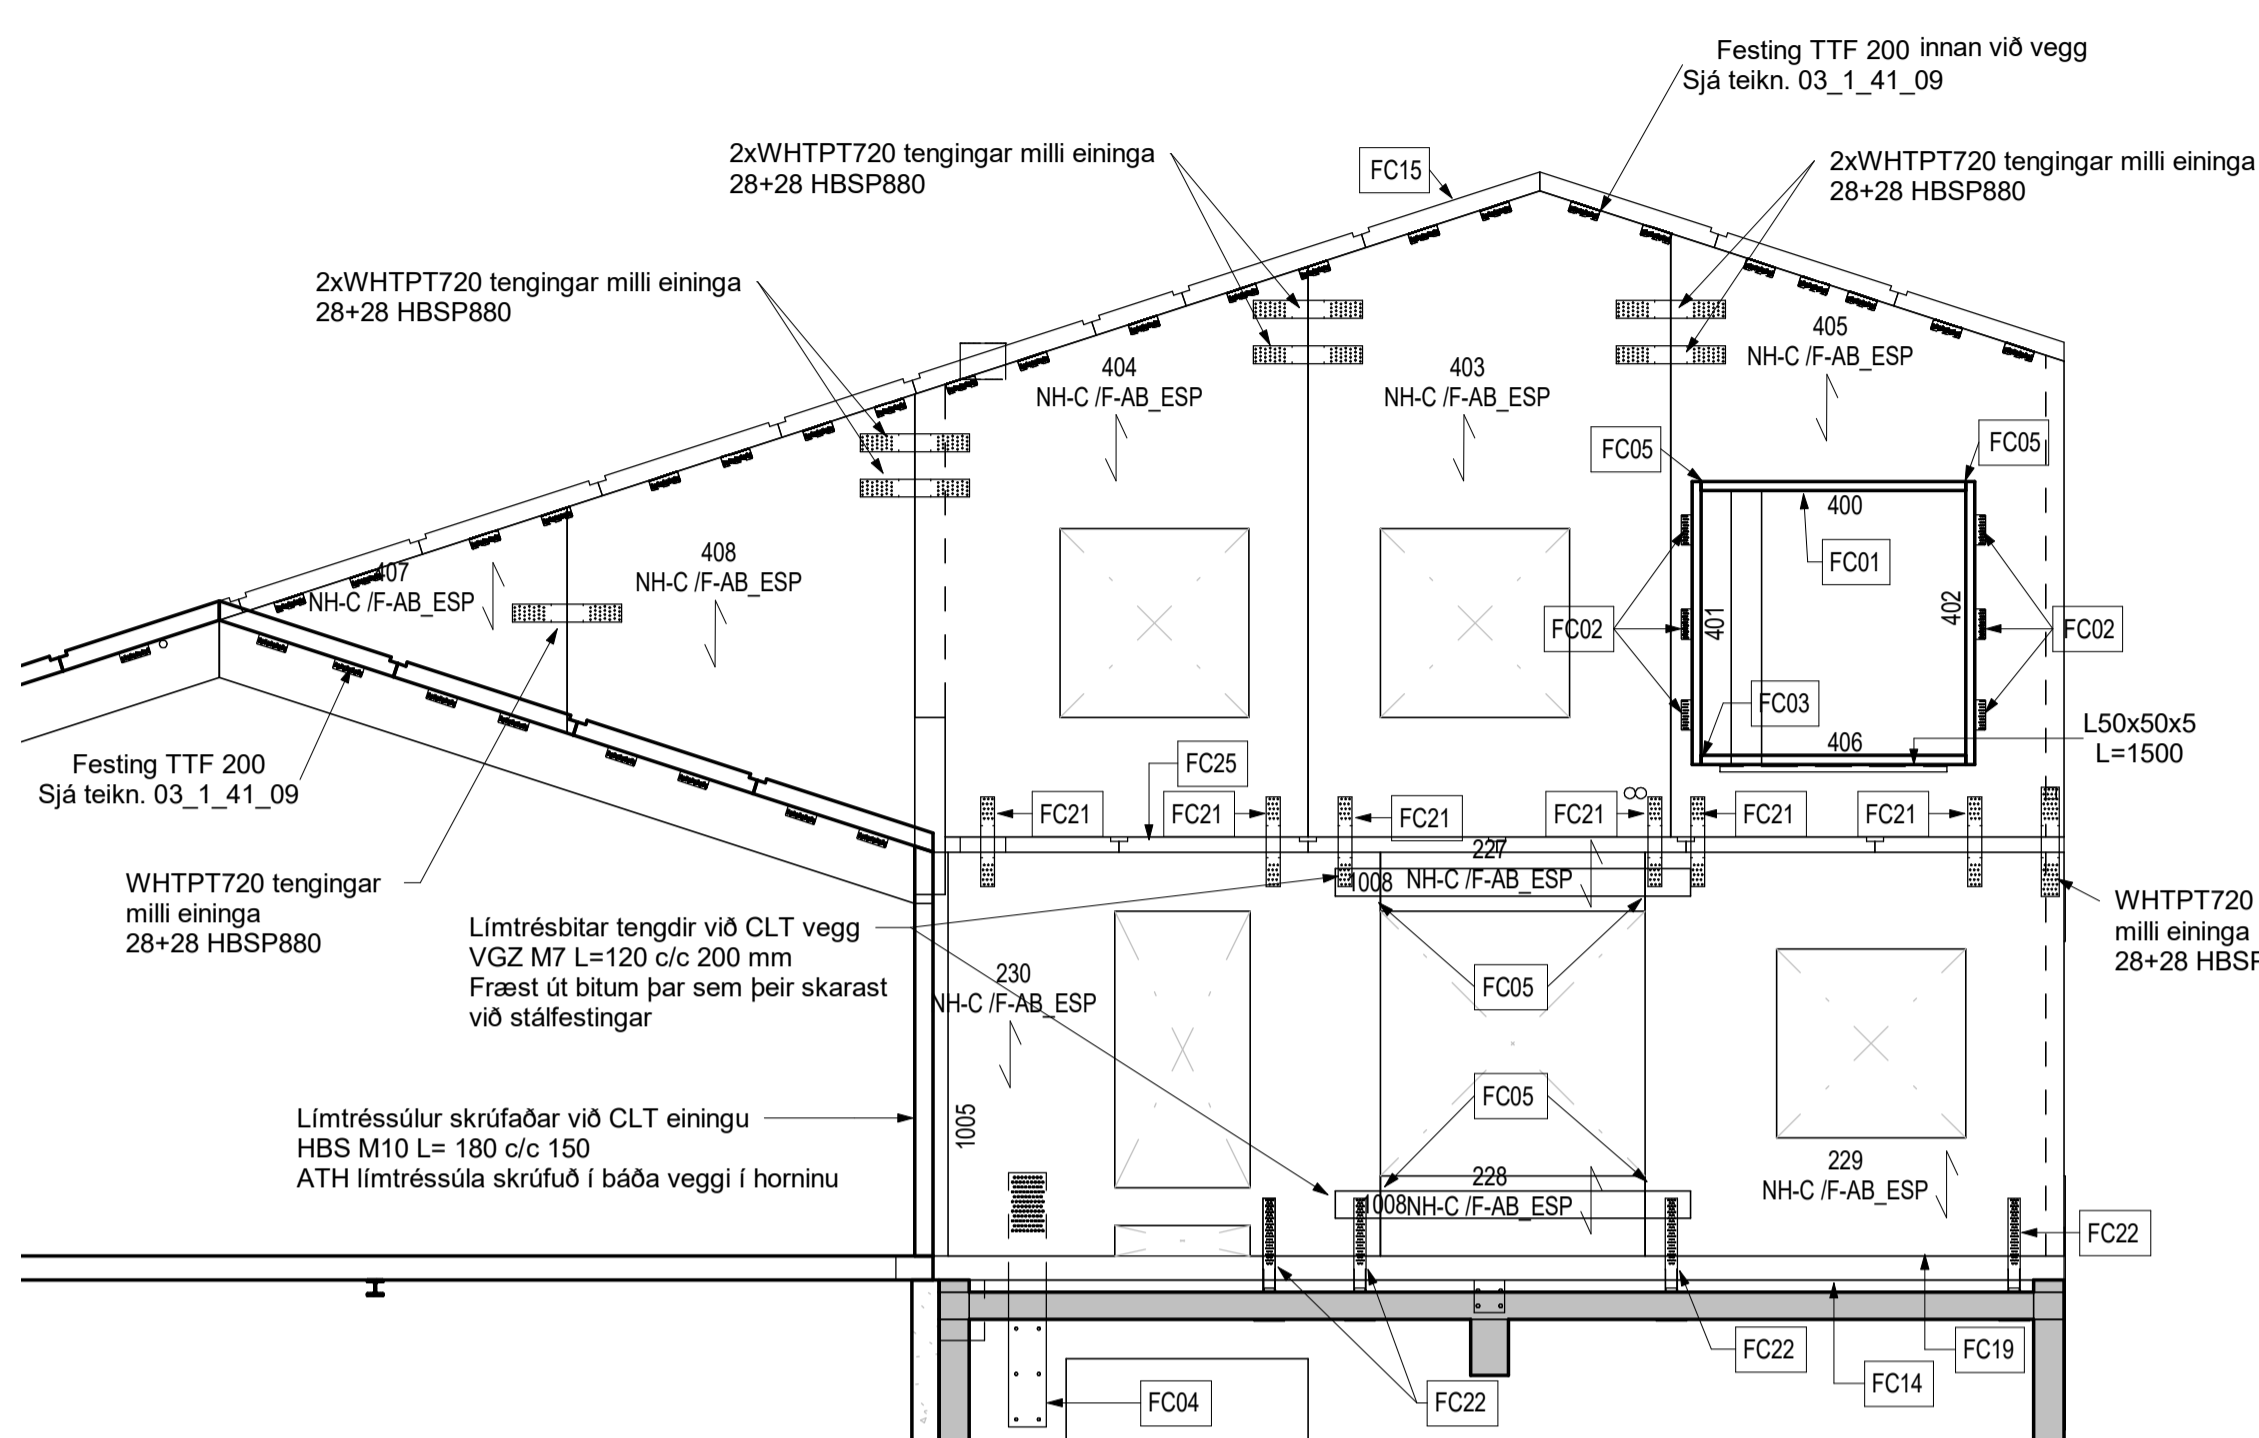 Festing TTF 200 innan við vegg
Sjá teikn. 03_1_41_09
2xWHTPT720 tengingar milli eininga
28+28 HBSP880
FC15
2xWHTPT720 tengingar milli eininga
28+28 HBSP880
2xWHTPT720 tengingar milli eininga
28+28 HBSP880
405
NH-C /F-AB_ESP
404
NH-C /F-AB_ESP
403
NH-C /F-AB_ESP
FC05
FC05
400
FC01
408
NH-C /F-AB_ESP
407
NH-C /F-AB_ESP
401
402
FC02
FC02
FC03
406
L50x50x5
L=1500
Festing TTF 200
Sjá teikn. 03_1_41_09
FC25
FC21
FC21
FC21
FC21
FC21
FC21
227
1008 NH-C /F-AB_ESP
WHTPT720 tengingar
milli eininga
28+28 HBSP880
WHTPT720
milli eininga
28+28 HBSP
Límtrésbitar tengdir við CLT vegg
VGZ M7 L=120 c/c 200 mm
Fræst út bitum þar sem þeir skarast
við stálfestingar
230
NH-C /F-AB_ESP
FC05
FC05
Límtréssúlur skrúfaðar við CLT einingu
HBS M10 L= 180 c/c 150
ATH límtréssúla skrúfuð í báða veggi í horninu
1005
228
1008 NH-C /F-AB_ESP
229
NH-C /F-AB_ESP
FC22
FC22
FC19
FC14
FC04
FC22